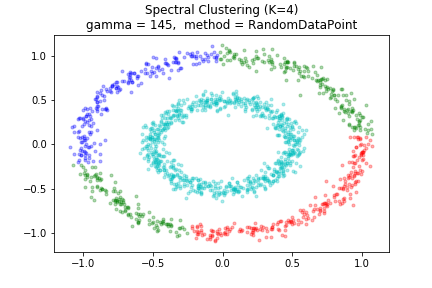 Spectral Clustering (K=4)
gamma = 145,  method = RandomDataPoint
1.0
0.5
0.0
−0.5
−1.0
−1.0 −0.5 0.0 0.5 1.0